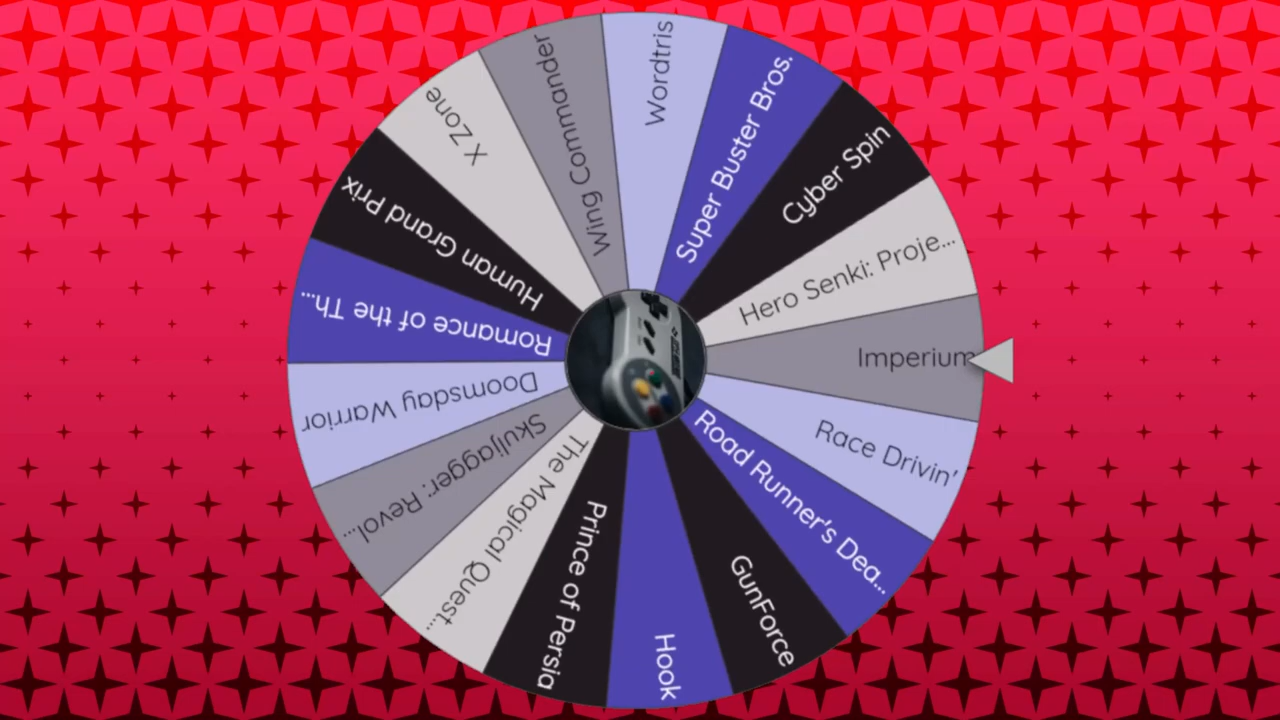 Wordtris
Super Buster Bros.
Cyber Spin
Hero Senki: Proje...
Imperium
Race Drivin'
Road Runner's Dea...
GunForce
Hook
Prince of Persia
The Magical Quest...
Skuljagger: Revol...
Doomsday Warrior
Romance of the Th...
Human Grand Prix
X Zone
Wing Commander